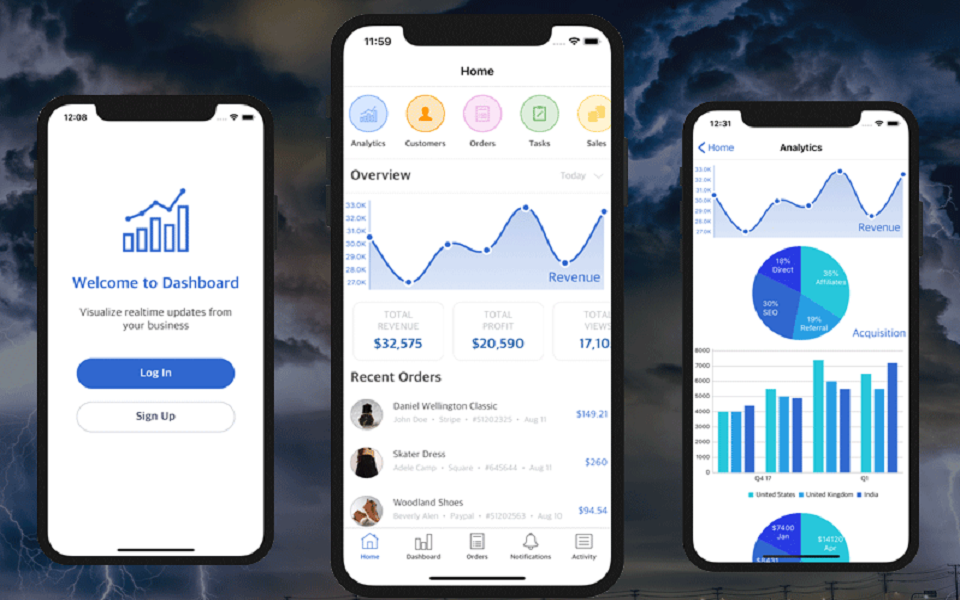 12:08
Welcome to Dashboard
Visualize realtime updates from
your business
Log In
Sign Up
11:59
Home
Analytics
Customers
Orders
Tasks
Sales
Overview
Today
33.0K
32.0K
31.0K
30.0K
29.0K
28.0K
27.0K
Revenue
TOTAL
REVENUE
$32,575
TOTAL
PROFIT
$20,590
TOTAL
VIEWS
17,10
Recent Orders
Daniel Wellington Classic
John Doe • Stripe • #51202325 • Aug 11
$149.21
Skater Dress
Adele Camp • Square • #645644 • Aug 11
$260
Woodland Shoes
Beverly Alen • Paypal • #51202563 • Aug 10
$94.54
Home
Dashboard
Orders
Notifications
Activity
12:31
Home
Analytics
33.0K
32.0K
31.0K
30.0K
29.0K
28.0K
27.0K
Revenue
18%
Direct
35%
Affiliates
30%
SEO
19%
Referral
Acquisition
8000
7000
6000
5000
4000
3000
2000
1000
0
Q4 17
Q1
United States
United Kingdom
India
$7400
Jan
$14120
Apr